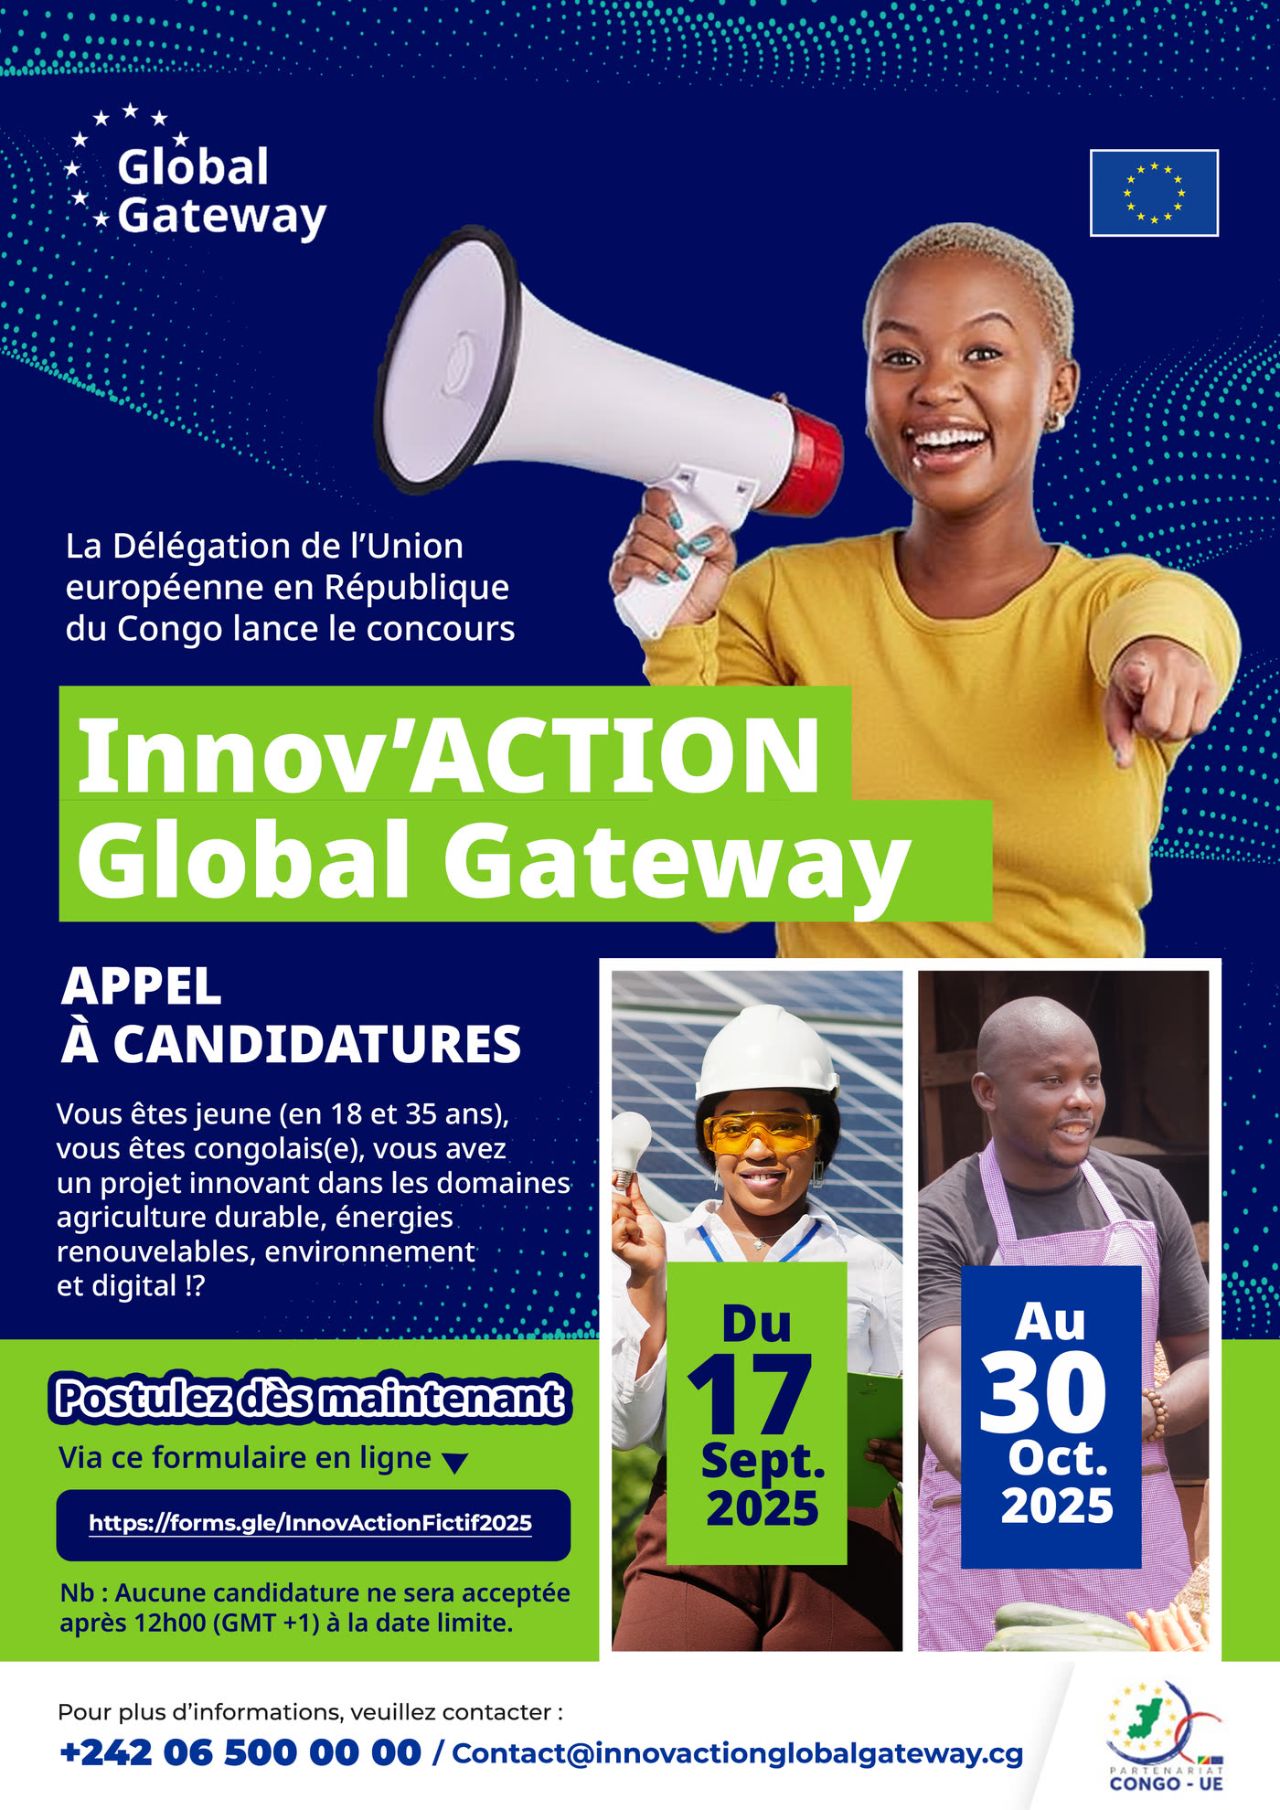 Global
Gateway
La Délégation de l’Union
européenne en République
du Congo lance le concours
Innov’ACTION
Global Gateway
APPEL
À CANDIDATURES
Vous êtes jeune (en 18 et 35 ans),
vous êtes congolais(e), vous avez
un projet innovant dans les domaines
agriculture durable, énergies
renouvelables, environnement
et digital !?
Du
17
Sept.
2025
Au
30
Oct.
2025
Postulez dès maintenant
Via ce formulaire en ligne
https://forms.gle/InnovActionFictif2025
Nb : Aucune candidature ne sera acceptée
après 12h00 (GMT +1) à la date limite.
Pour plus d’informations, veuillez contacter :
+242 06 500 00 00 / Contact@innovactionglobalgateway.cg
PARTENARIAT
CONGO - UE